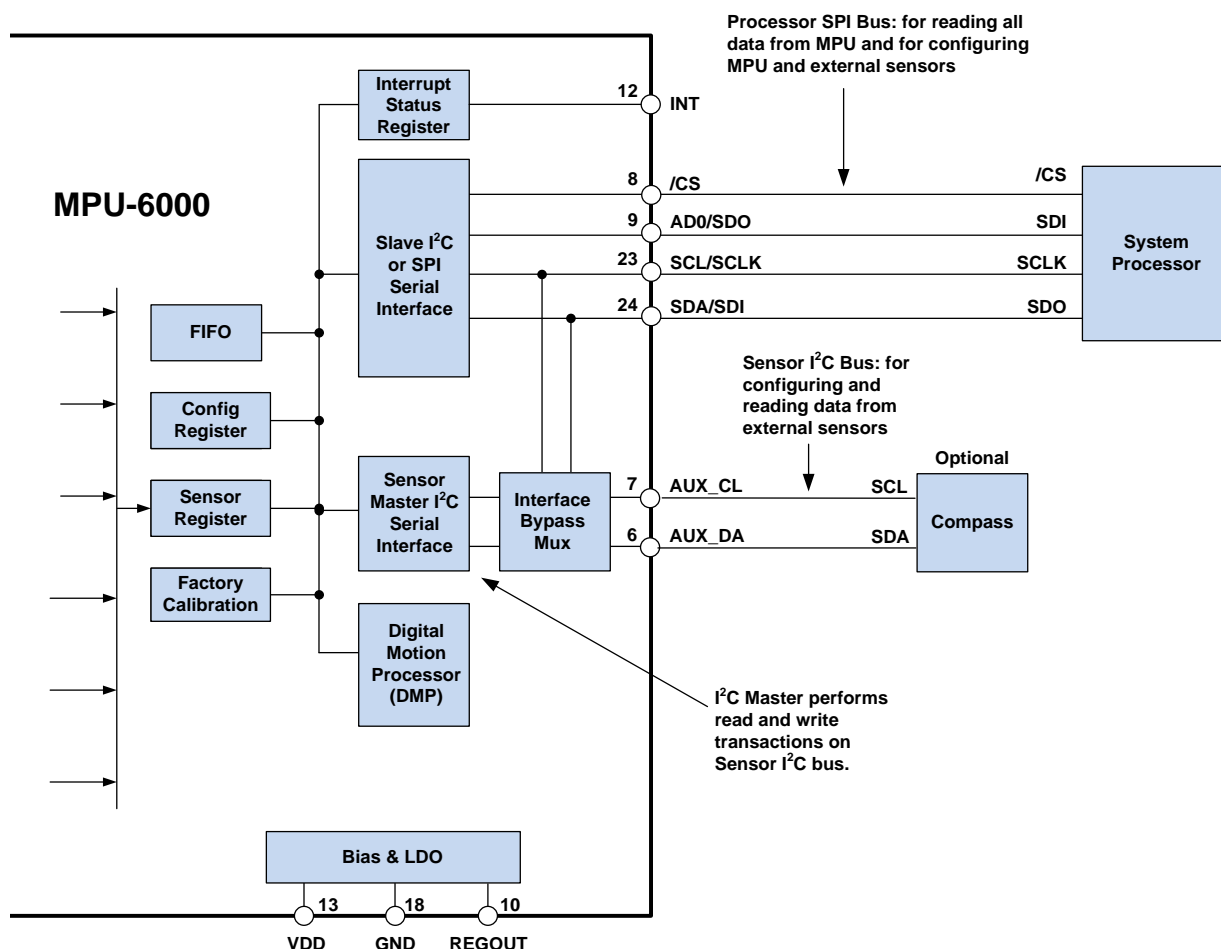 Processor SPI Bus: for reading all
data from MPU and for configuring
MPU and external sensors
Interrupt
Status
Register
12
INT
MPU-6000
Slave I²C
or SPI
Serial
Interface
8
/CS
/CS
9
AD0/SDO
SDI
23
SCL/SCLK
SCLK
24
SDA/SDI
SDO
System
Processor
FIFO
Config
Register
Sensor
Register
Factory
Calibration
Sensor I²C Bus: for
configuring and
reading data from
external sensors
Sensor
Master I²C
Serial
Interface
Interface
Bypass
Mux
7
AUX_CL
SCL
6
AUX_DA
SDA
Optional
Compass
Digital
Motion
Processor
(DMP)
I²C Master performs
read and write
transactions on
Sensor I²C bus.
Bias & LDO
13
18
10
VDD
GND
REGOUT